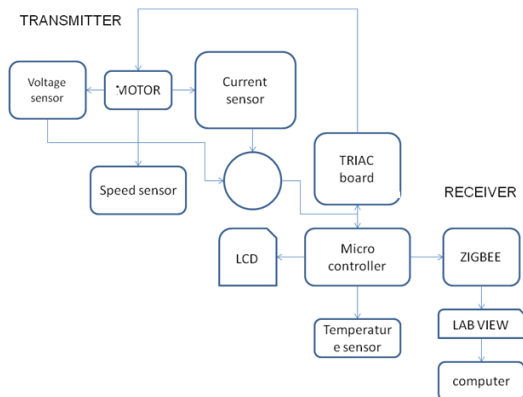 TRANSMITTER
Voltage
sensor
MOTOR
Current
sensor
Speed sensor
TRIAC
board
RECEIVER
LCD
Micro
controller
ZIGBEE
Temperatur
e sensor
LAB VIEW
computer